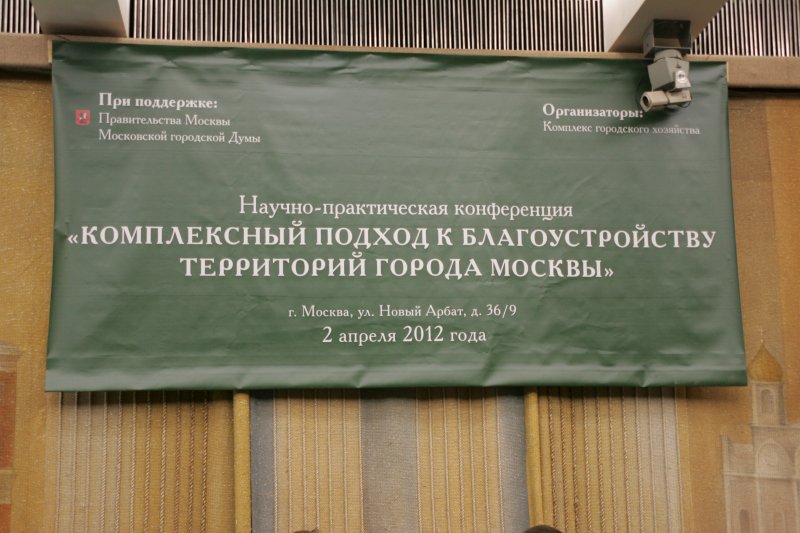 При поддержке:
Правительства Москвы
Московской городской Думы
Организаторы:
Комплекс городского хозяйства
Научно-практическая конференция
«КОМПЛЕКСНЫЙ ПОДХОД К БЛАГОУСТРОЙСТВУ
ТЕРРИТОРИЙ ГОРОДА МОСКВЫ»
г. Москва, ул. Новый Арбат, д. 36/9
2 апреля 2012 года